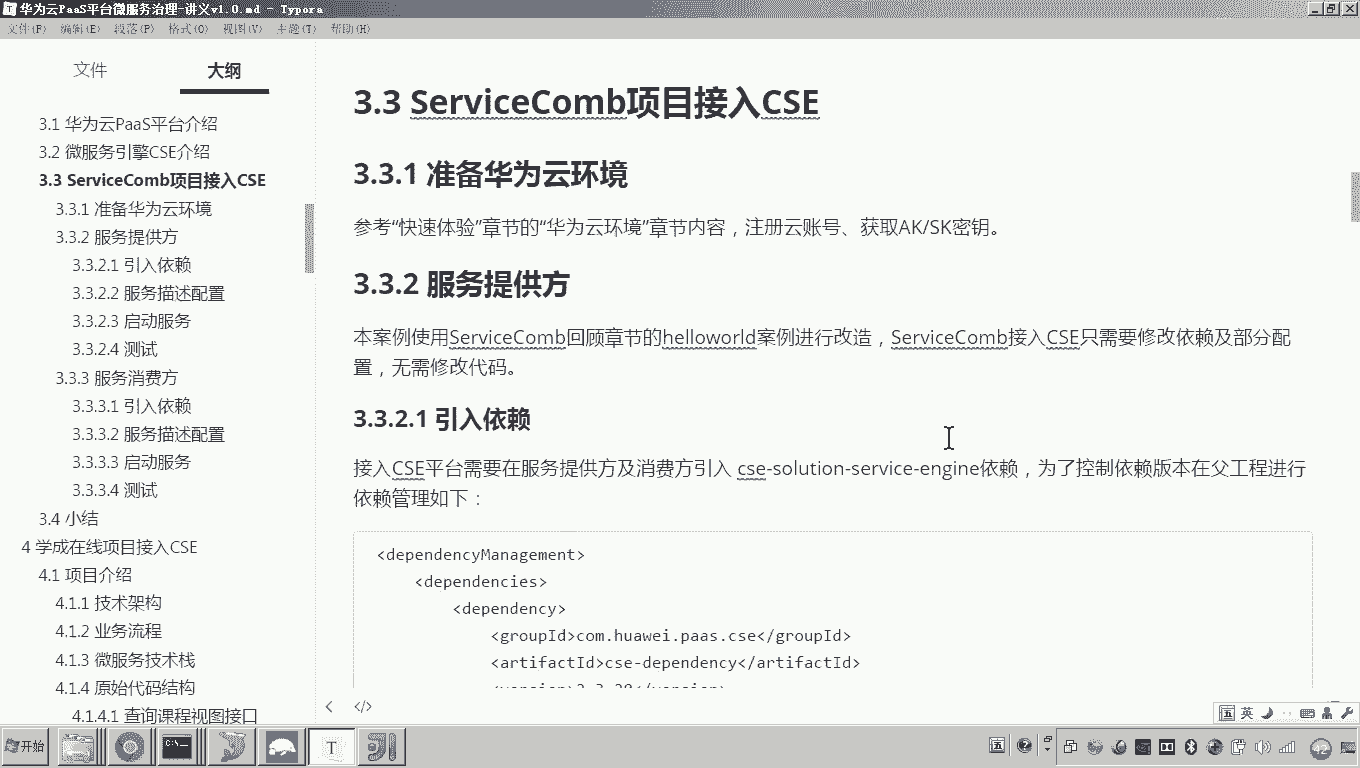 华为云PaaS平台微服务治理-讲义v1.0.md - Typora
文件(F) 编辑(E) 段落(P) 格式(O) 视图(V) 主题(T) 帮助(H)
文件 大纲
3.1 华为云PaaS平台介绍
3.2 微服务引擎CSE介绍
3.3 ServiceComb项目接入CSE
3.3.1 准备华为云环境
3.3.2 服务提供方
3.3.2.1 引入依赖
3.3.2.2 服务描述配置
3.3.2.3 启动服务
3.3.2.4 测试
3.3.3 服务消费方
3.3.3.1 引入依赖
3.3.3.2 服务描述配置
3.3.3.3 启动服务
3.3.3.4 测试
3.4 小结
4 学成在线项目接入CSE
4.1 项目介绍
4.1.1 技术架构
4.1.2 业务流程
4.1.3 微服务技术栈
4.1.4 原始代码结构
4.1.4.1 查询课程视图接口
3.3 ServiceComb项目接入CSE
3.3.1 准备华为云环境
参考“快速体验”章节的“华为云环境”章节内容，注册云账号、获取AK/SK密钥。
3.3.2 服务提供方
本案例使用ServiceComb回顾章节的helloworld案例进行改造，ServiceComb接入CSE只需要修改依赖及部分配
置，无需修改代码。
3.3.2.1 引入依赖
接入CSE平台需要在服务提供方及消费方引入 cse-solution-service-engine依赖，为了控制依赖版本在父工程进行
依赖管理如下：
<dependencyManagement>
<dependencies>
<dependency>
<groupId>com.huawei.paas.cse</groupId>
<artifactId>cse-dependency</artifactId>
</>
五 英
开始
C:\
T
五
42